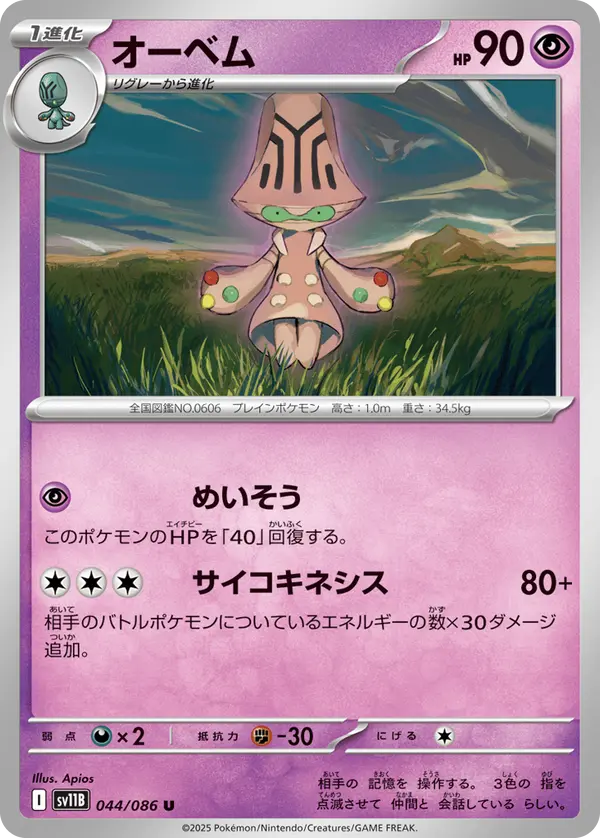 1進化
オーベム
HP90
リグレーから進化
全国図鑑NO.0606 ブレインポケモン 高さ：1.0m 重さ：34.5kg
めいそう
このポケモンのHPを「40」回復する。
サイコキネシス 80+
相手のバトルポケモンについているエネルギーの数×30ダメージ
追加。
弱点 ×2 抵抗力 -30 にげる
Illus. Apios
I sv11B 044/086 U
相手の 記憶を 操作する。 3色の 指を
点滅させて 仲間と 会話している らしい。
©2025 Pokémon/Nintendo/Creatures/GAME FREAK.